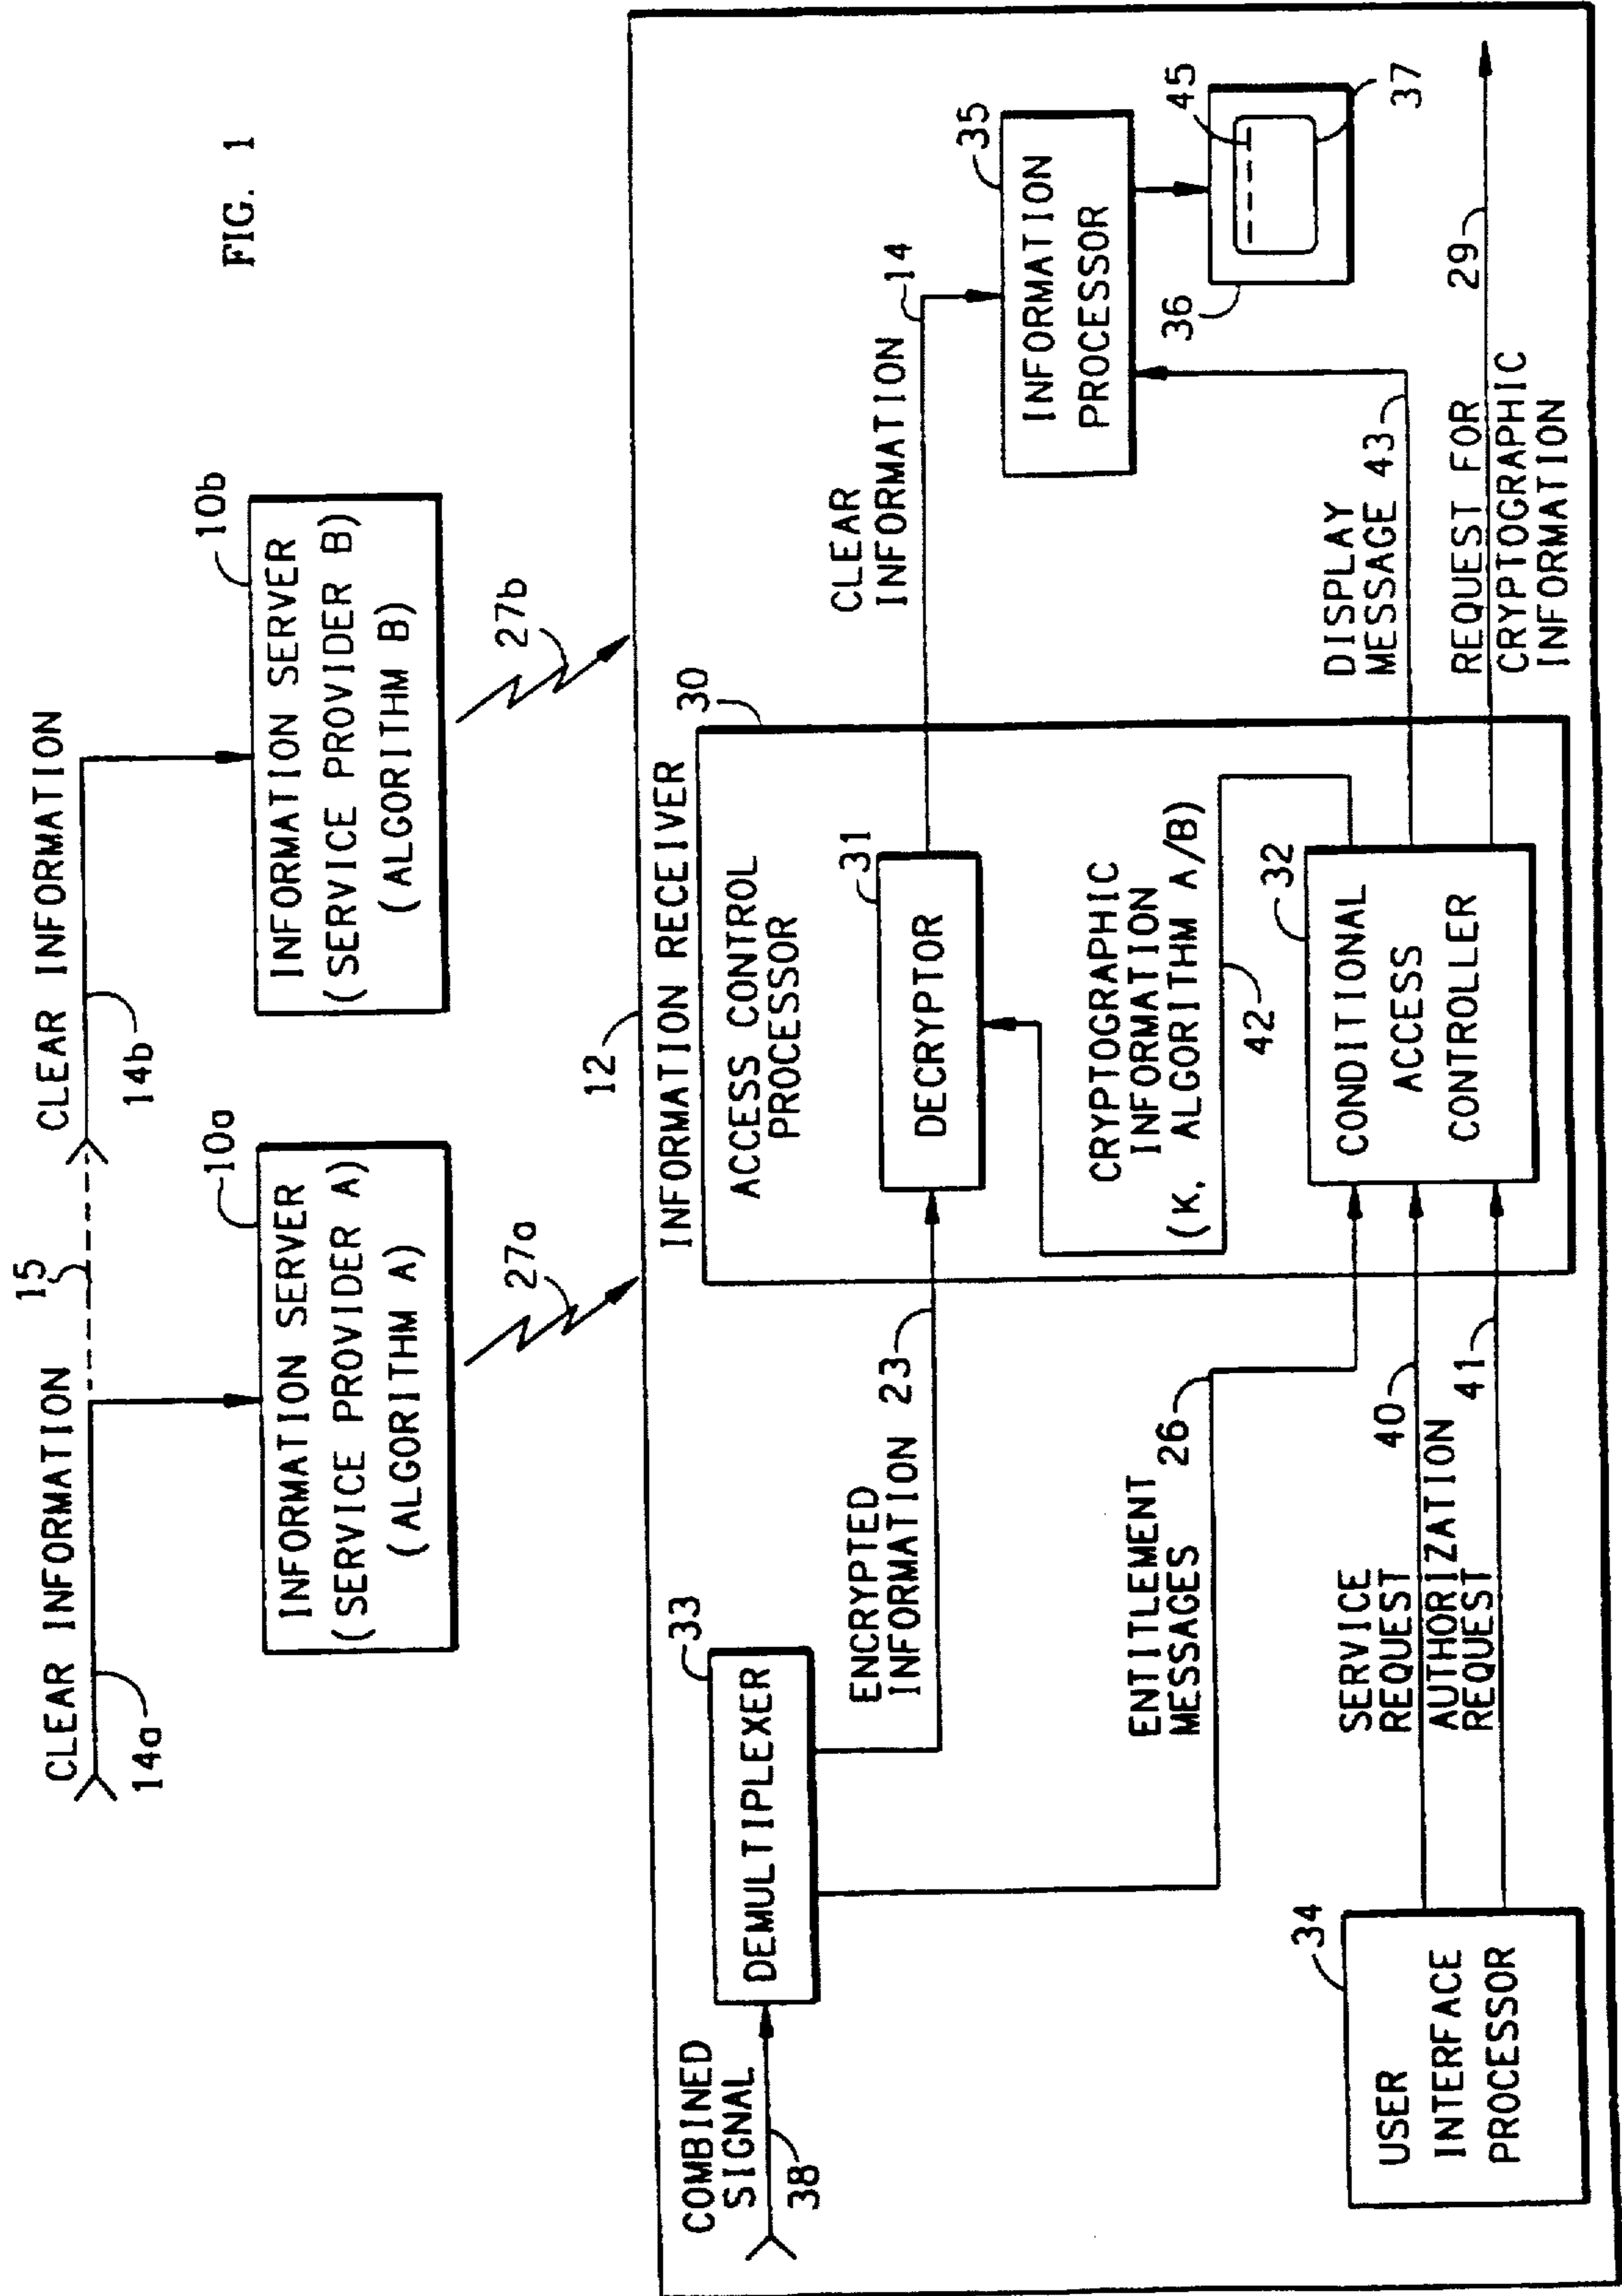 FIG. 1
CLEAR INFORMATION
14a
15
CLEAR INFORMATION
14b
10a
INFORMATION SERVER
(SERVICE PROVIDER A)
(ALGORITHM A)
27a
10b
INFORMATION SERVER
(SERVICE PROVIDER B)
(ALGORITHM B)
27b
12
INFORMATION RECEIVER
COMBINED
SIGNAL
38
33
DEMULTIPLEXER
ENCRYPTED
INFORMATION 23
ENTITLEMENT
MESSAGES
26
34
USER
INTERFACE
PROCESSOR
SERVICE
REQUEST
40
AUTHORIZATION
REQUEST
41
30
ACCESS CONTROL
PROCESSOR
31
DECRYPTOR
CRYPTOGRAPHIC
INFORMATION
(K, ALGORITHM A/B)
42
32
CONDITIONAL
ACCESS
CONTROLLER
CLEAR
INFORMATION
14
35
INFORMATION
PROCESSOR
36
45
37
DISPLAY
MESSAGE 43
REQUEST FOR
CRYPTOGRAPHIC
INFORMATION
29